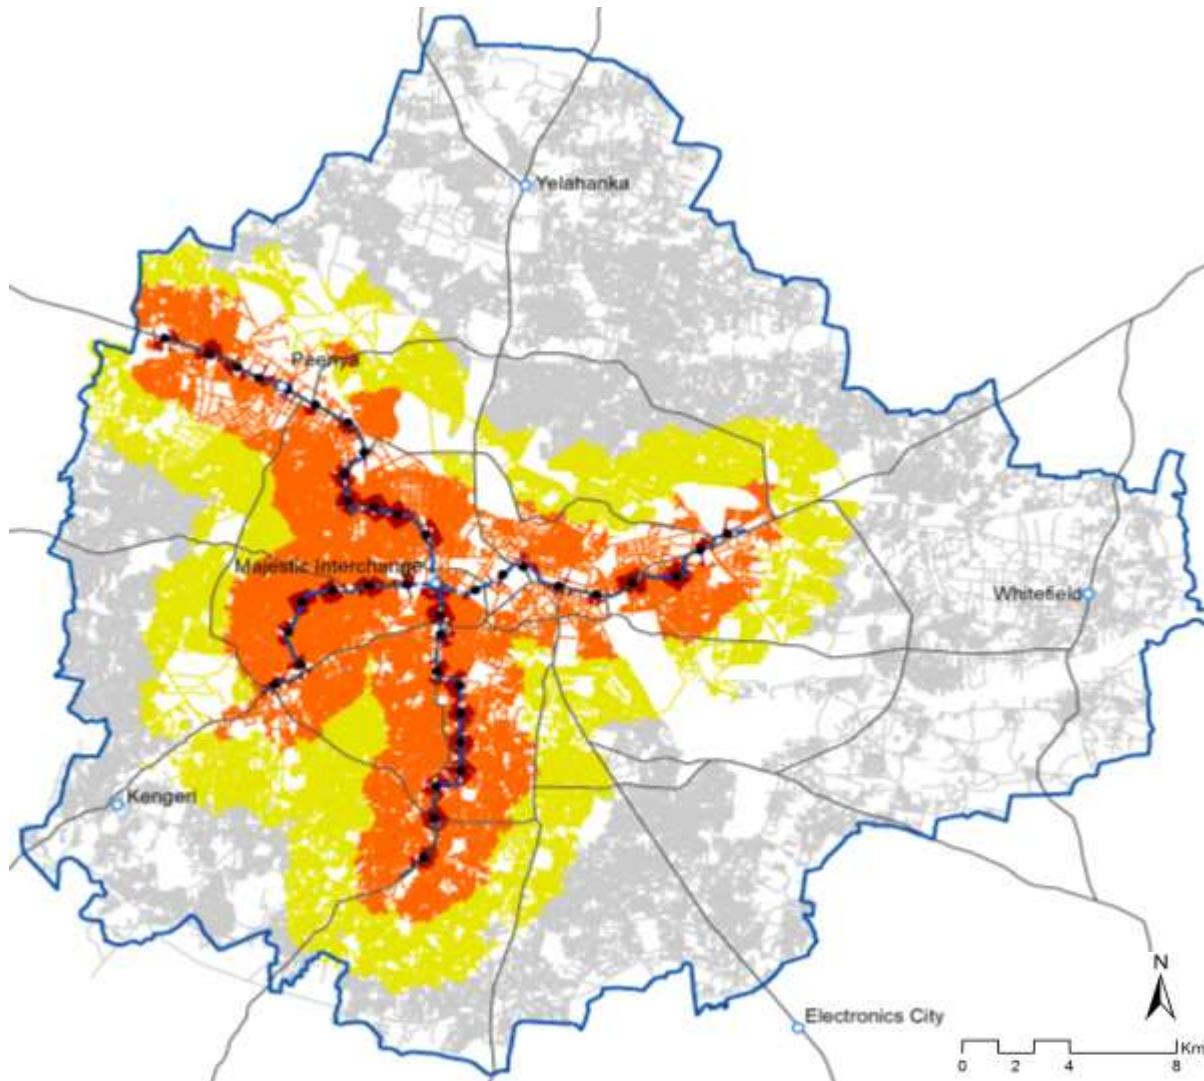 Yelahanka
Peenya
Majestic Interchange
Whitefield
Kengeri
Electronics City
N
Km
0 2 4 8